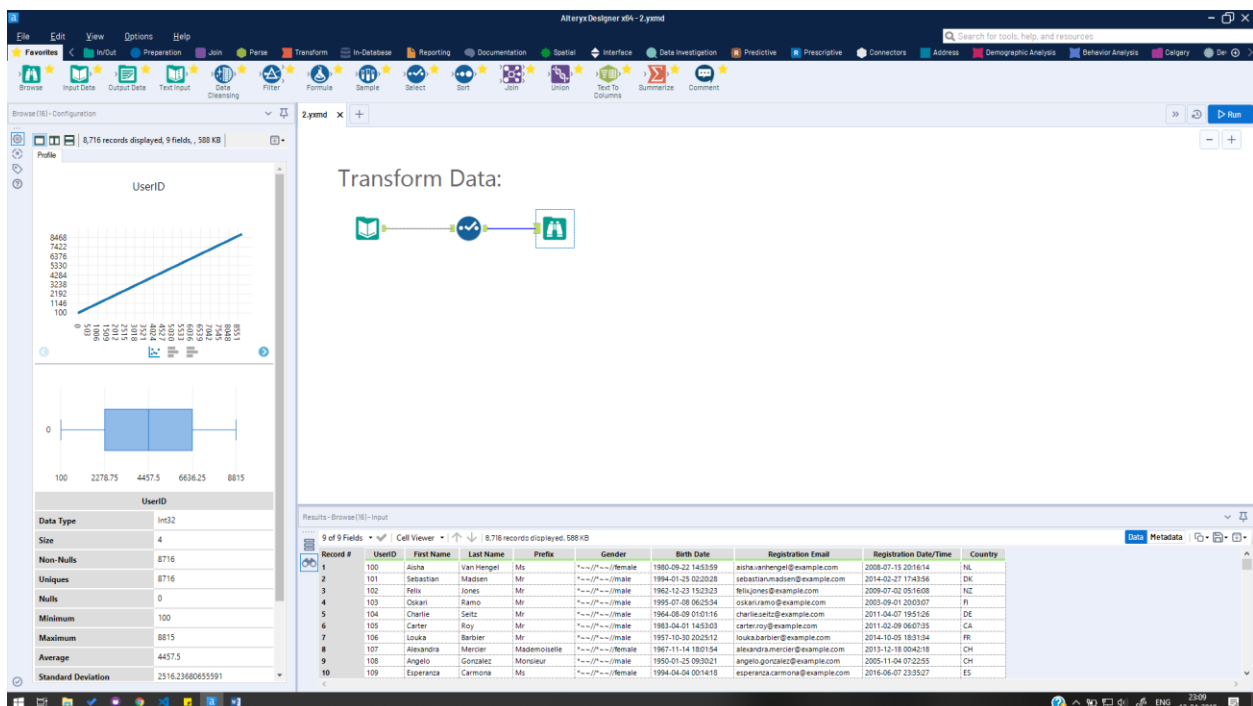 Alteryx Designer x64 - 2.yxmd
File Edit View Options Help
Search for tools, help, and resources
Favorites In/Out Preparation Join Parse Transform In-Database Reporting Documentation Spatial Interface Data Investigation Predictive Prescriptive Connectors Address Demographic Analysis Behavior Analysis Calgary
Browse Input Data Output Data Text Input Data Cleansing Filter Formula Sample Select Sort Join Union Text To Columns Summarize Comment
Browse (16) - Configuration
2.yxmd
Run
8,716 records displayed, 9 fields, , 588 KB
Profile
UserID
8468
7422
6376
5330
4284
3238
2192
1146
100
0 503 1006 1509 2012 2515 3018 3521 4024 4527 5030 5533 6036 6539 7042 7545 8048 8551
0
100 2278.75 4457.5 6636.25 8815
UserID
Data Type Int32
Size 4
Non-Nulls 8716
Uniques 8716
Nulls 0
Minimum 100
Maximum 8815
Average 4457.5
Standard Deviation 2516.23680655591
Transform Data:
Results - Browse (16) - Input
9 of 9 Fields Cell Viewer 8,716 records displayed, 588 KB Data Metadata
Record # UserID First Name Last Name Prefix Gender Birth Date Registration Email Registration Date/Time Country
1 100 Aisha Van Hengel Ms *~~//*~~//female 1980-09-22 14:53:59 aisha.vanhengel@example.com 2008-07-15 20:16:14 NL
2 101 Sebastian Madsen Mr *~~//*~~//male 1994-01-25 02:20:28 sebastian.madsen@example.com 2014-02-27 17:43:56 DK
3 102 Felix Jones Mr *~~//*~~//male 1962-12-23 15:23:23 felix.jones@example.com 2009-07-02 05:16:08 NZ
4 103 Oskari Ramo Mr *~~//*~~//male 1995-07-08 06:25:34 oskari.ramo@example.com 2003-09-01 20:03:07 FI
5 104 Charlie Seitz Mr *~~//*~~//male 1964-08-09 01:01:16 charlie.seitz@example.com 2011-04-07 19:51:26 DE
6 105 Carter Roy Mr *~~//*~~//male 1983-04-01 14:53:03 carter.roy@example.com 2011-02-09 06:07:35 CA
7 106 Louka Barbier Mr *~~//*~~//male 1957-10-30 20:25:12 louka.barbier@example.com 2014-10-05 18:31:34 FR
8 107 Alexandra Mercier Mademoiselle *~~//*~~//female 1967-11-14 18:01:54 alexandra.mercier@example.com 2013-12-18 00:42:18 CH
9 108 Angelo Gonzalez Monsieur *~~//*~~//male 1950-01-25 09:30:21 angelo.gonzalez@example.com 2005-11-04 07:22:55 CH
10 109 Esperanza Carmona Ms *~~//*~~//female 1994-04-04 00:14:18 esperanza.carmona@example.com 2016-06-07 23:35:27 ES
ENG 23:09